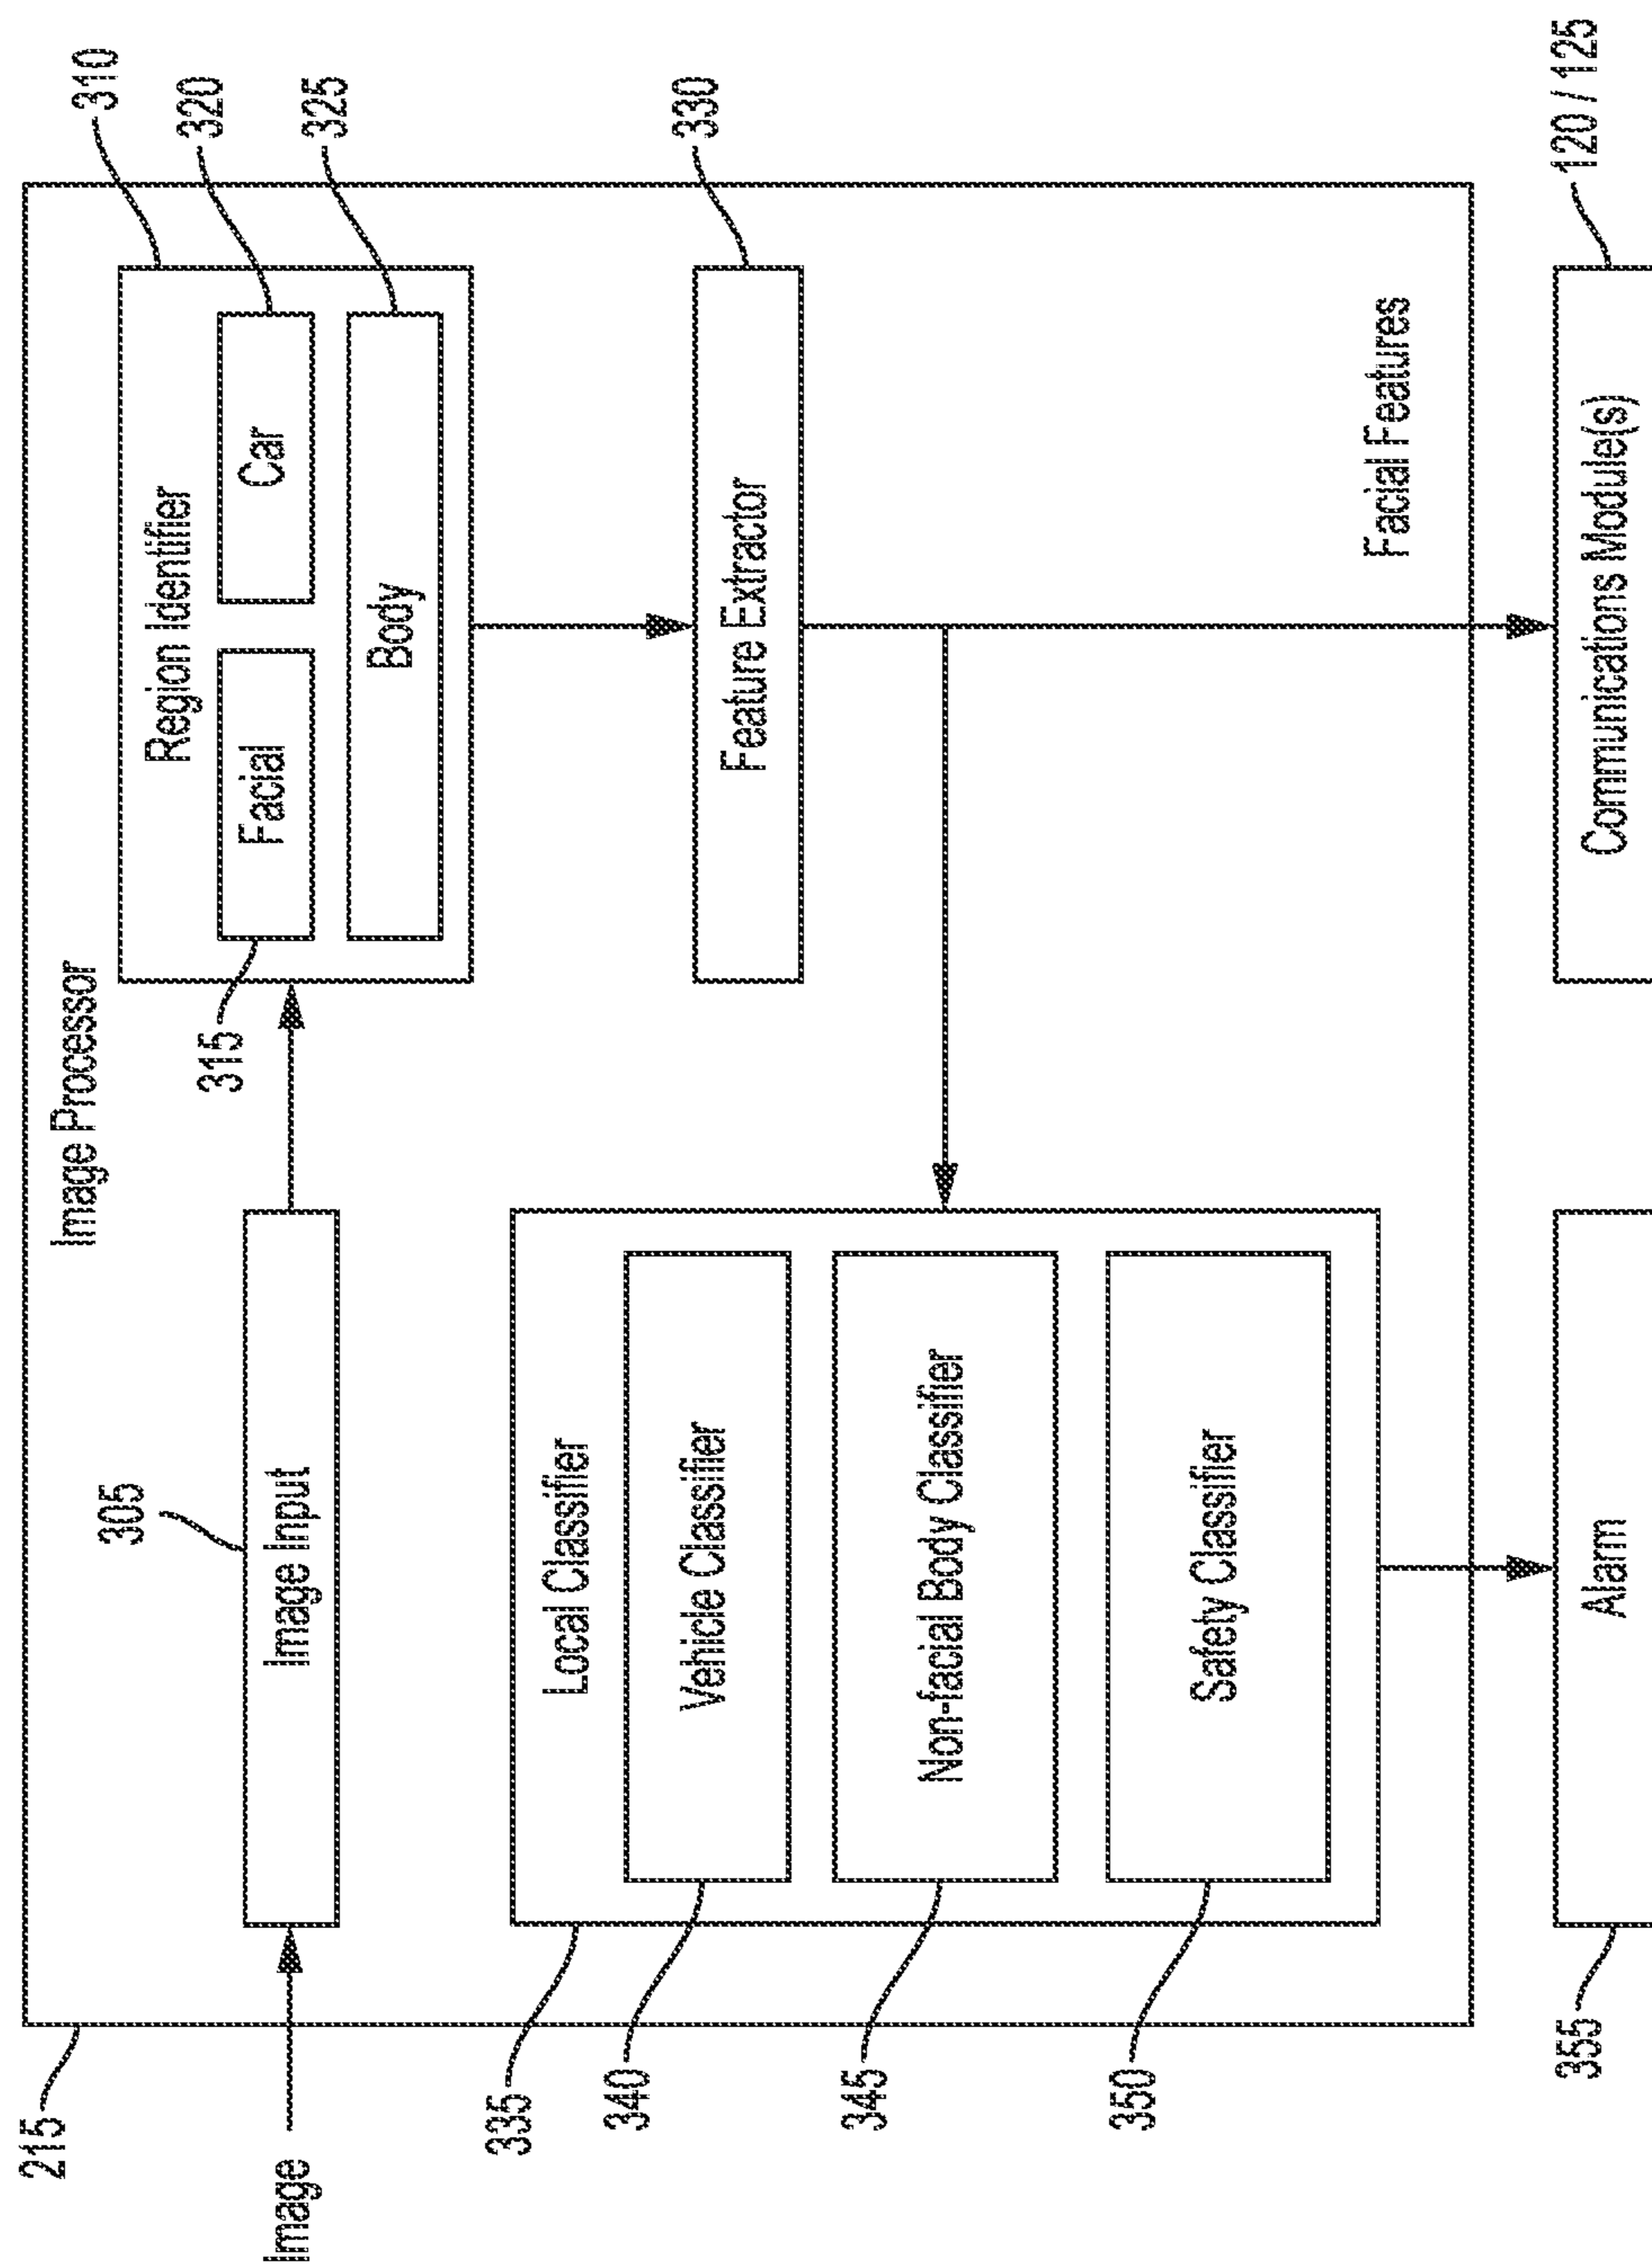 215
Image Processor
310
Region Identifier
Facial
Car
315
320
Body
325
Image
305
Image Input
330
Feature Extractor
335
Local Classifier
340
Vehicle Classifier
345
Non-facial Body Classifier
350
Safety Classifier
Facial Features
355
Alarm
120 / 125
Communications Module(s)